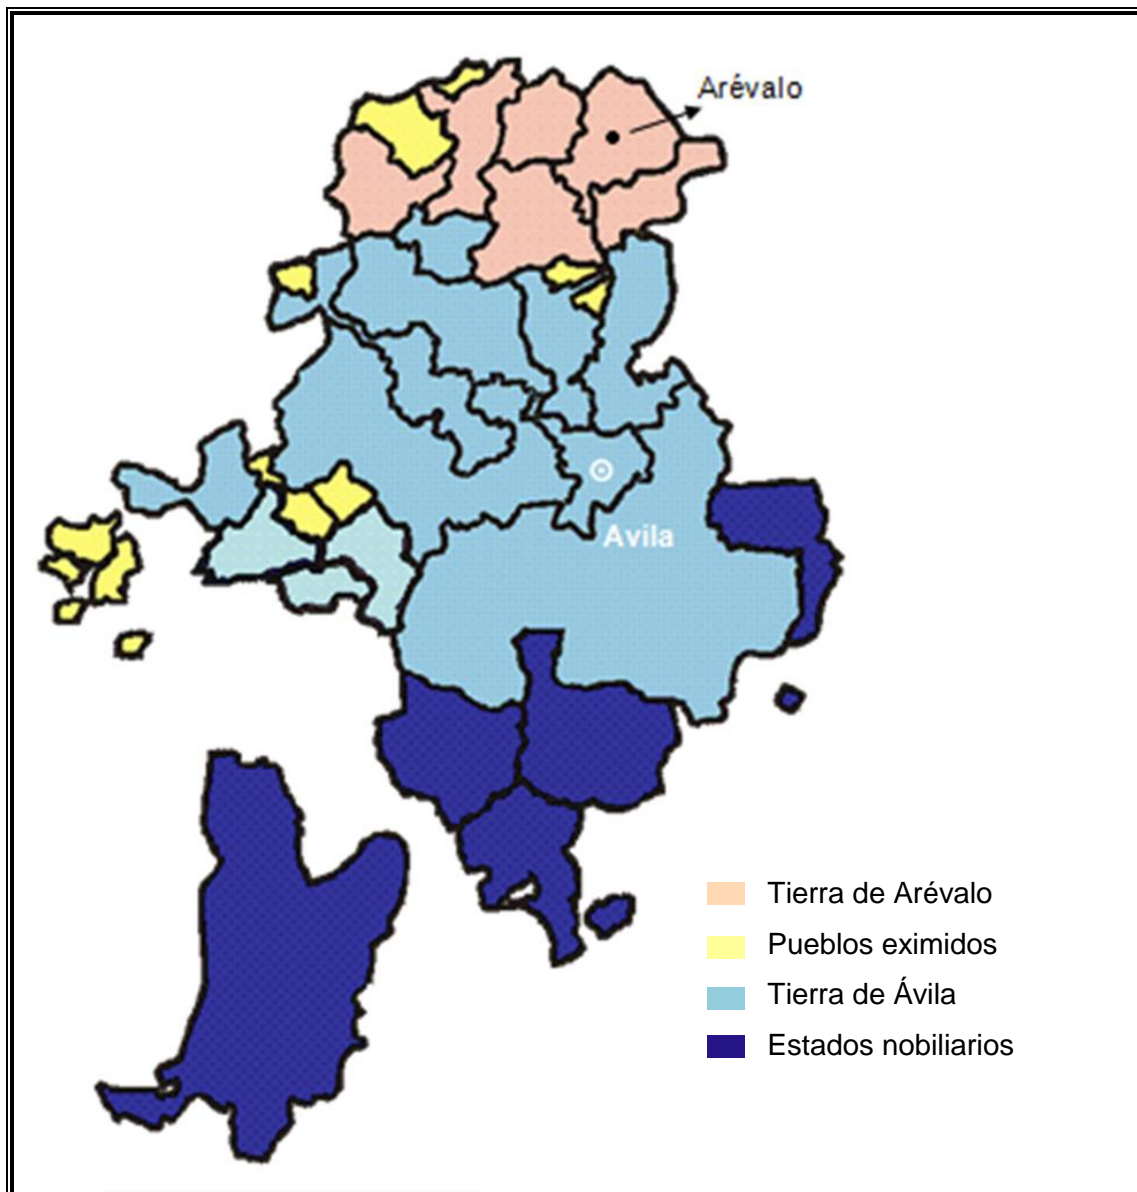 Arévalo
Avila
Tierra de Arévalo
Pueblos eximidos
Tierra de Ávila
Estados nobiliarios